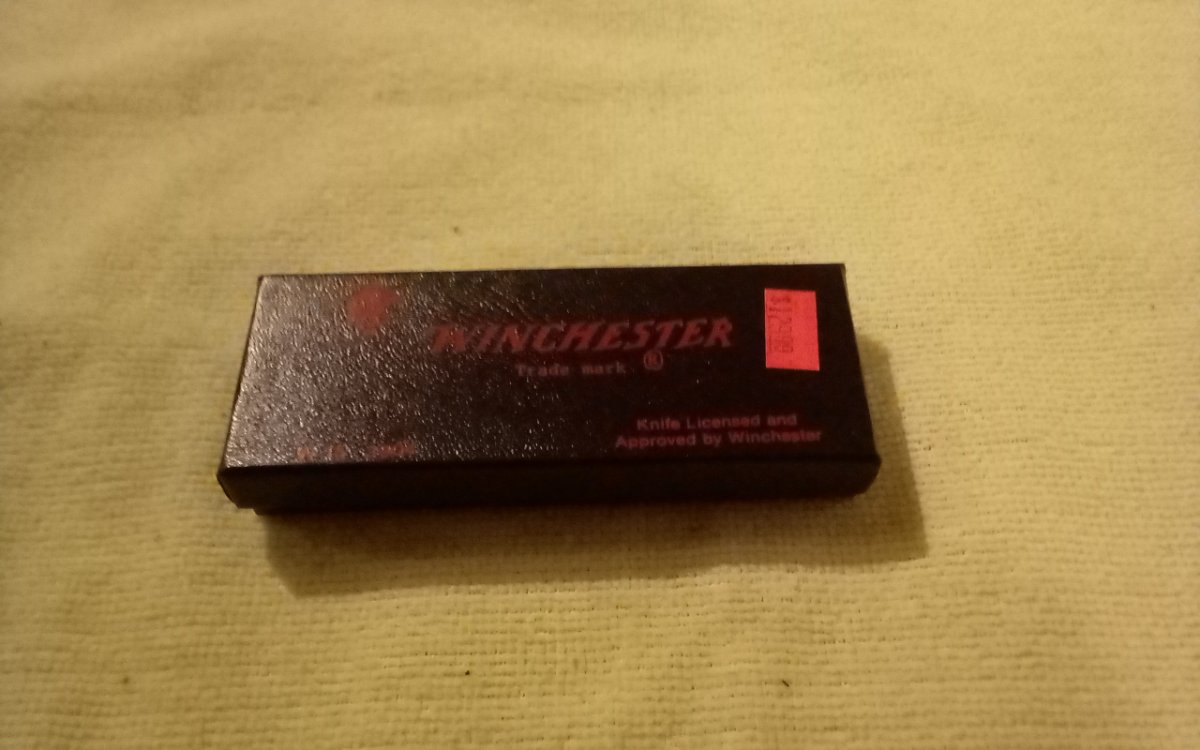 WINCHESTER
Trade mark ®
Knife Licensed and
Approved by Winchester